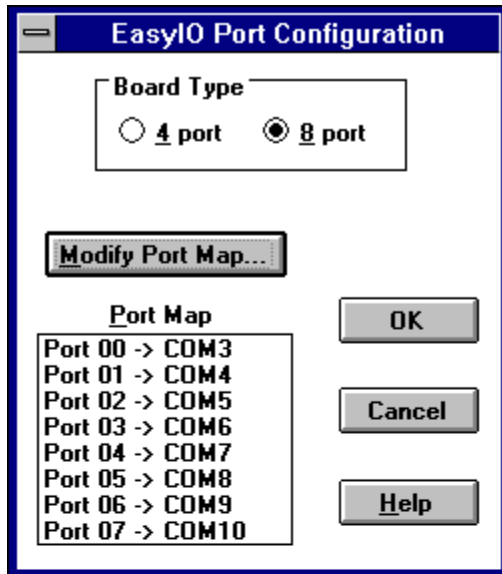 EasyIO Port Configuration
Board Type
4 port 8 port
Modify Port Map...
Port Map
Port 00 -> COM3
Port 01 -> COM4
Port 02 -> COM5
Port 03 -> COM6
Port 04 -> COM7
Port 05 -> COM8
Port 06 -> COM9
Port 07 -> COM10
OK
Cancel
Help